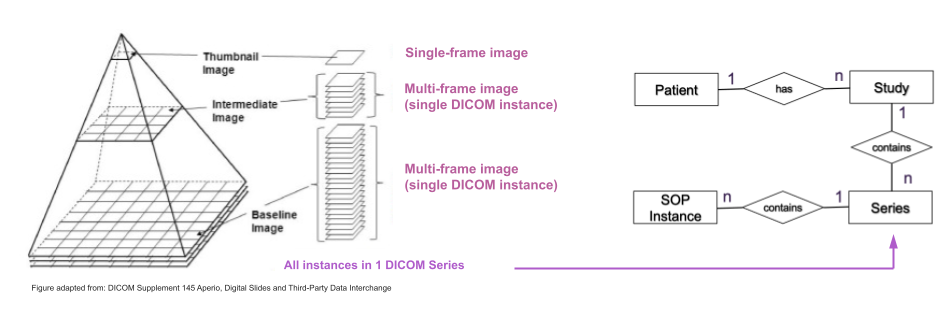 Thumbnail
Image
Single-frame image
Intermediate
Image
Multi-frame image
(single DICOM instance)
Baseline
Image
Multi-frame image
(single DICOM instance)
All instances in 1 DICOM Series
Figure adapted from: DICOM Supplement 145 Aperio, Digital Slides and Third-Party Data Interchange
Patient
1
has
n
Study
1
contains
n
SOP
Instance
n
contains
1
Series